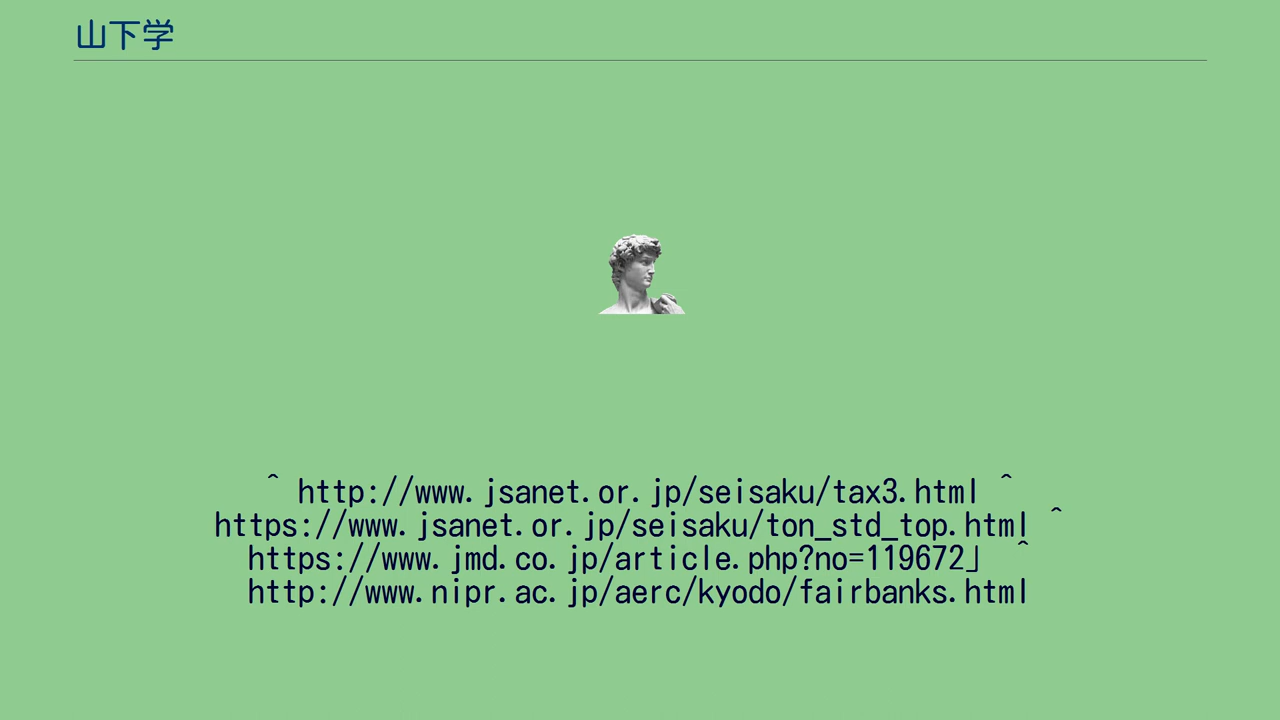 山下学
^ http://www.jsanet.or.jp/seisaku/tax3.html ^
https://www.jsanet.or.jp/seisaku/ton_std_top.html ^
https://www.jmd.co.jp/article.php?no=119672」 ^
http://www.nipr.ac.jp/aerc/kyodo/fairbanks.html